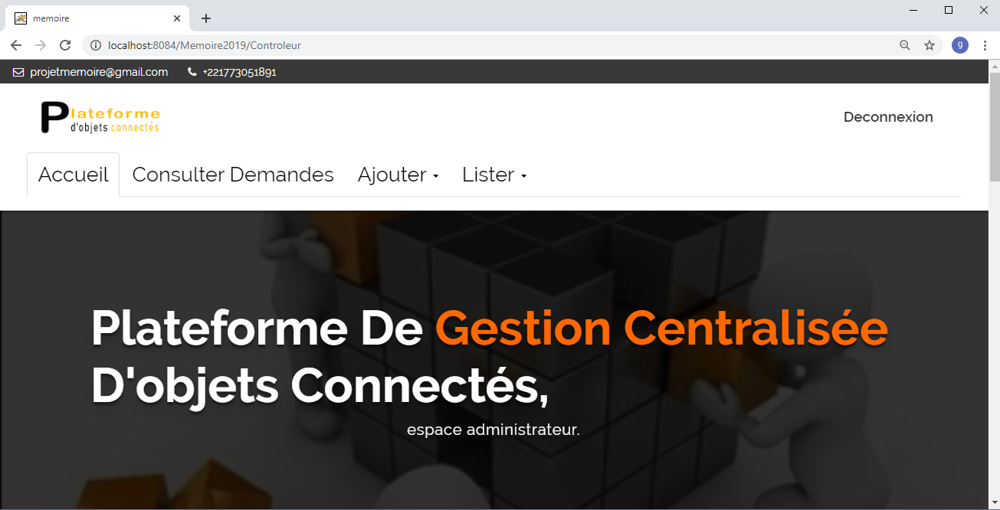 memoire
localhost:8084/Memoire2019/Controleur
g
projetmemoire@gmail.com +221773051891
Plateforme
d'objets connectés
Deconnexion
Accueil Consulter Demandes Ajouter Lister
Plateforme De Gestion Centralisée
D'objets Connectés,
espace administrateur.